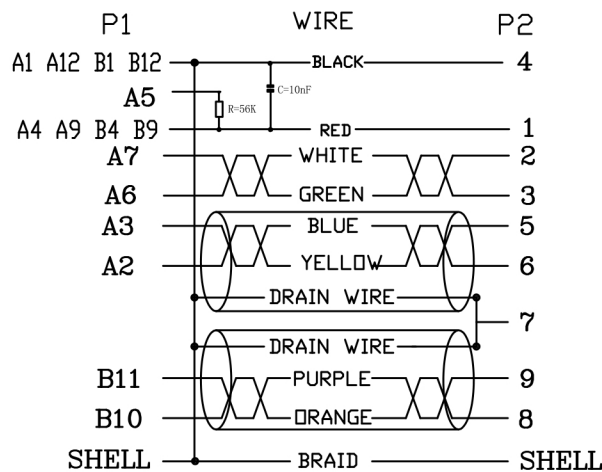 P1 WIRE P2
A1 A12 B1 B12 BLACK 4
C=10nF
A5
R=56K
A4 A9 B4 B9 RED 1
A7 WHITE 2
A6 GREEN 3
A3 BLUE 5
A2 YELLOW 6
DRAIN WIRE
7
DRAIN WIRE
B11 PURPLE 9
B10 ORANGE 8
SHELL BRAID SHELL